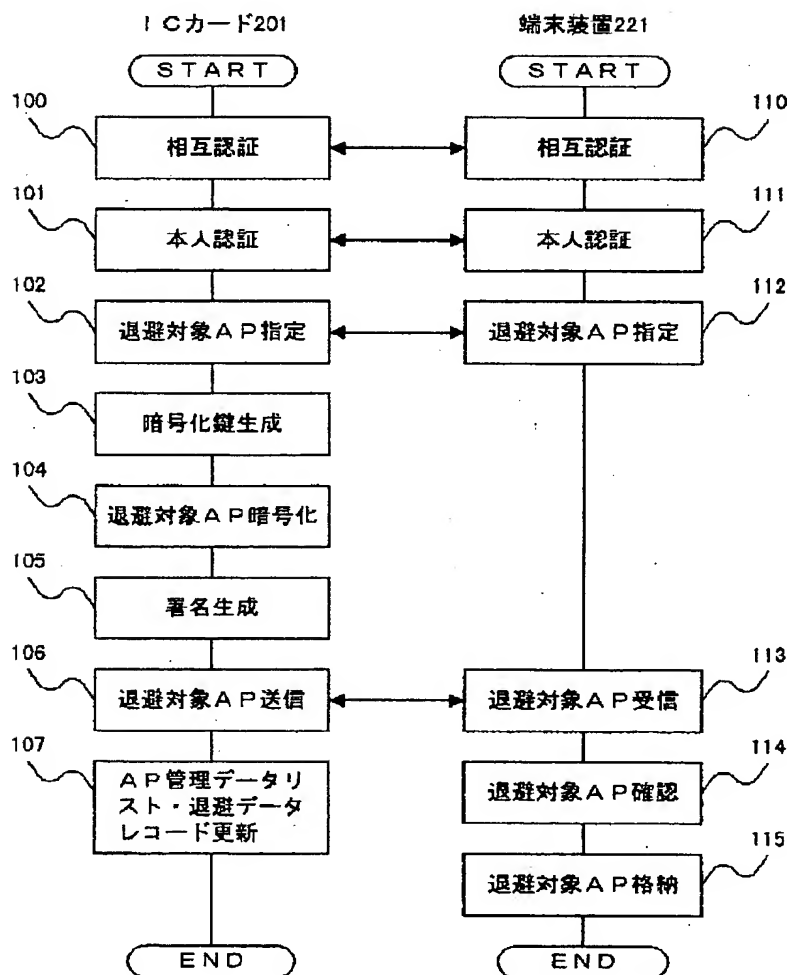 ICカード201
端末装置221
START
START
100
相互認証
相互認証
110
101
本人認証
本人認証
111
102
退避対象AP指定
退避対象AP指定
112
103
暗号化鍵生成
104
退避対象AP暗号化
105
署名生成
106
退避対象AP送信
退避対象AP受信
113
107
AP管理データリ
スト・退避データ
レコード更新
退避対象AP確認
114
退避対象AP格納
115
END
END